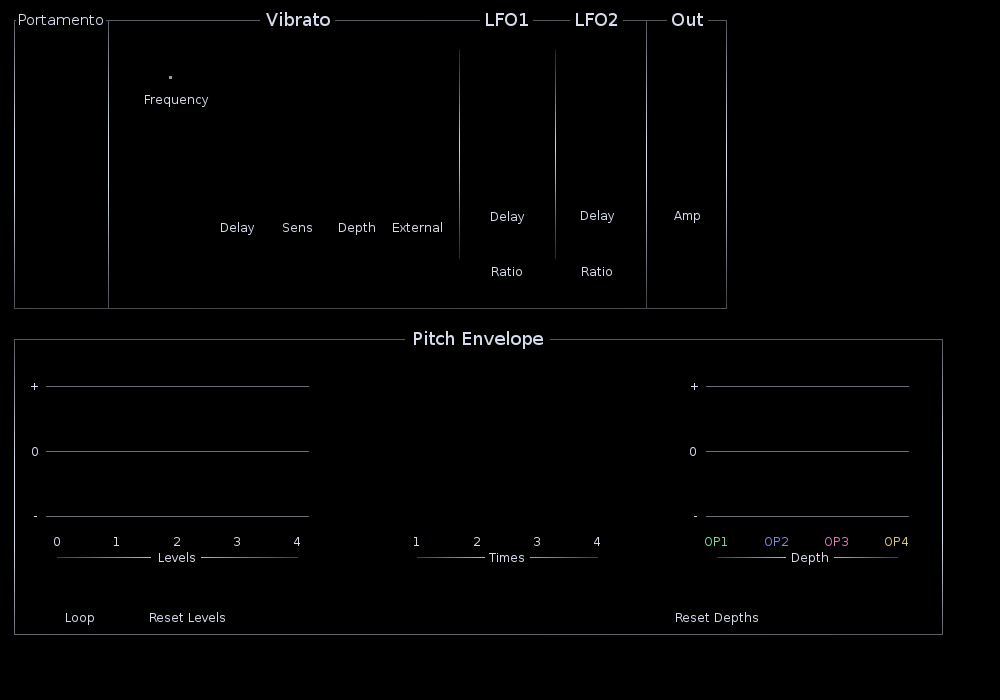 Portamento Vibrato LFO1 LFO2 Out
Frequency
Delay Sens Depth External Delay Delay Amp
Ratio Ratio
Pitch Envelope
+ +
0 0
- -
0 1 2 3 4 1 2 3 4 OP1 OP2 OP3 OP4
Levels Times Depth
Loop Reset Levels Reset Depths